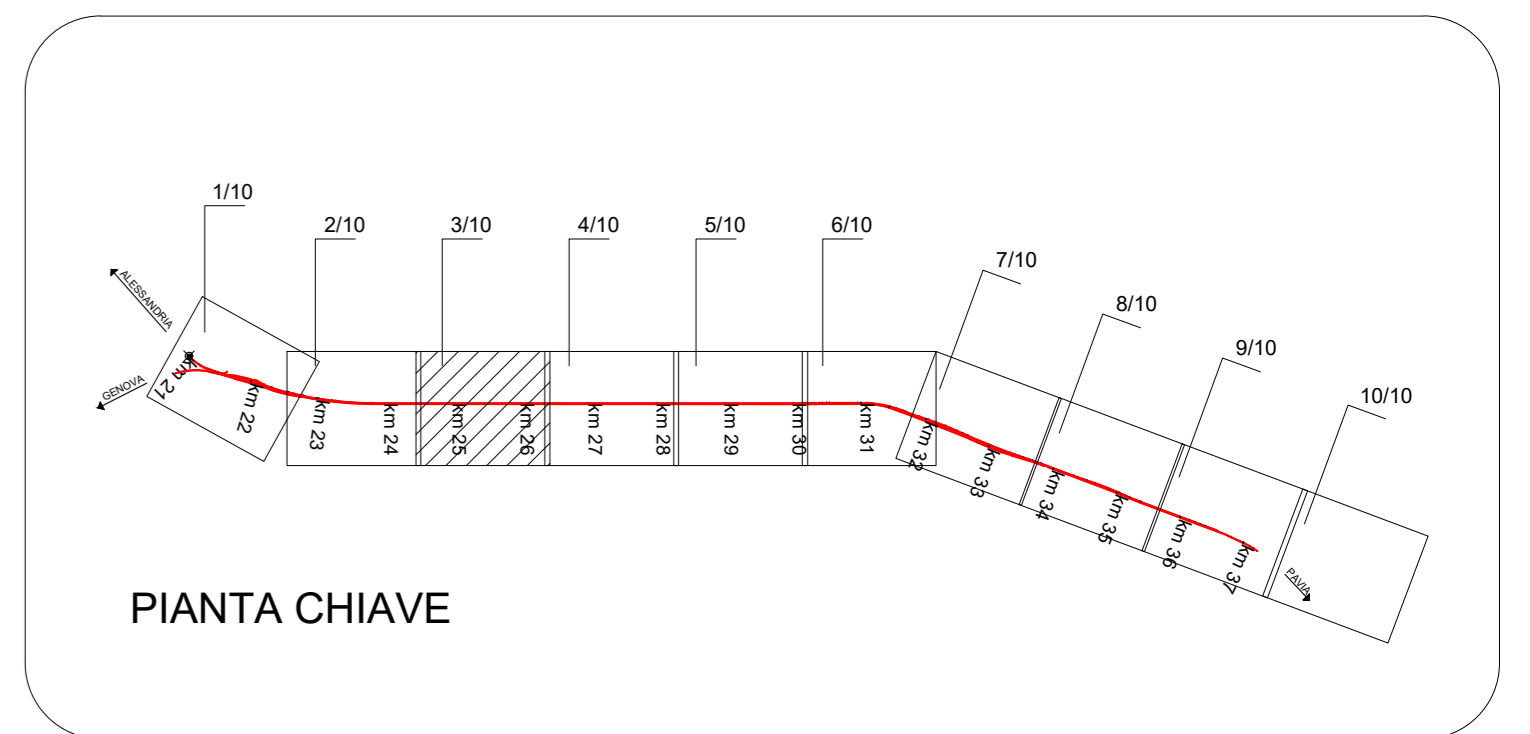 1/10
2/10
3/10
4/10
5/10
6/10
7/10
8/10
9/10
10/10
ALESSANDRIA
GENOVA
km 21
km 22
km 23
km 24
km 25
km 26
km 27
km 28
km 29
km 30
km 31
km 32
km 33
km 34
km 35
km 36
km 37
PAVIA
PIANTA CHIAVE